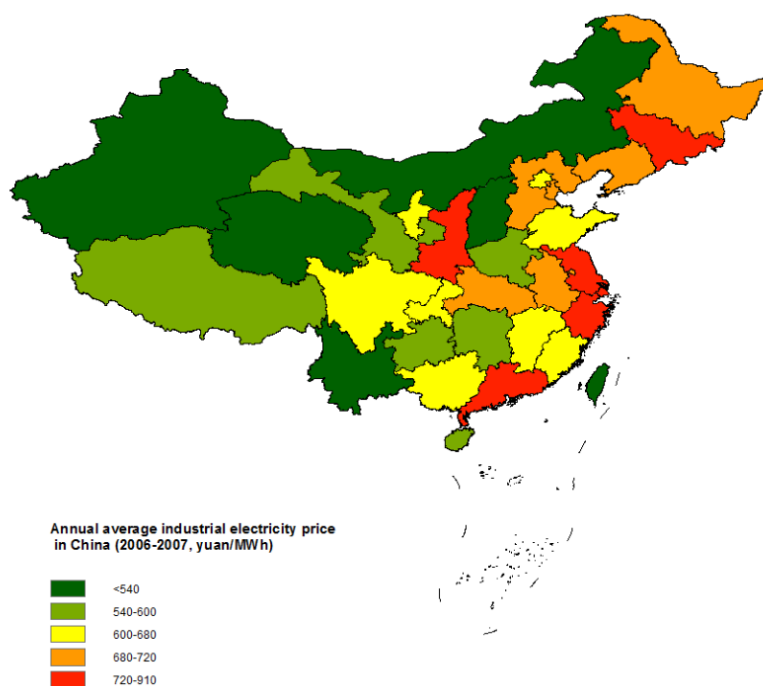 Annual average industrial electricity price
in China (2006-2007, yuan/MWh)
<540
540-600
600-680
680-720
720-910